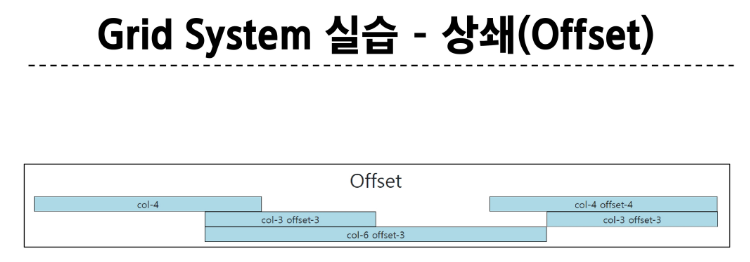 Grid System 실습 - 상쇄(Offset)
Offset
col-4 col-4 offset-4
col-3 offset-3 col-3 offset-3
col-6 offset-3